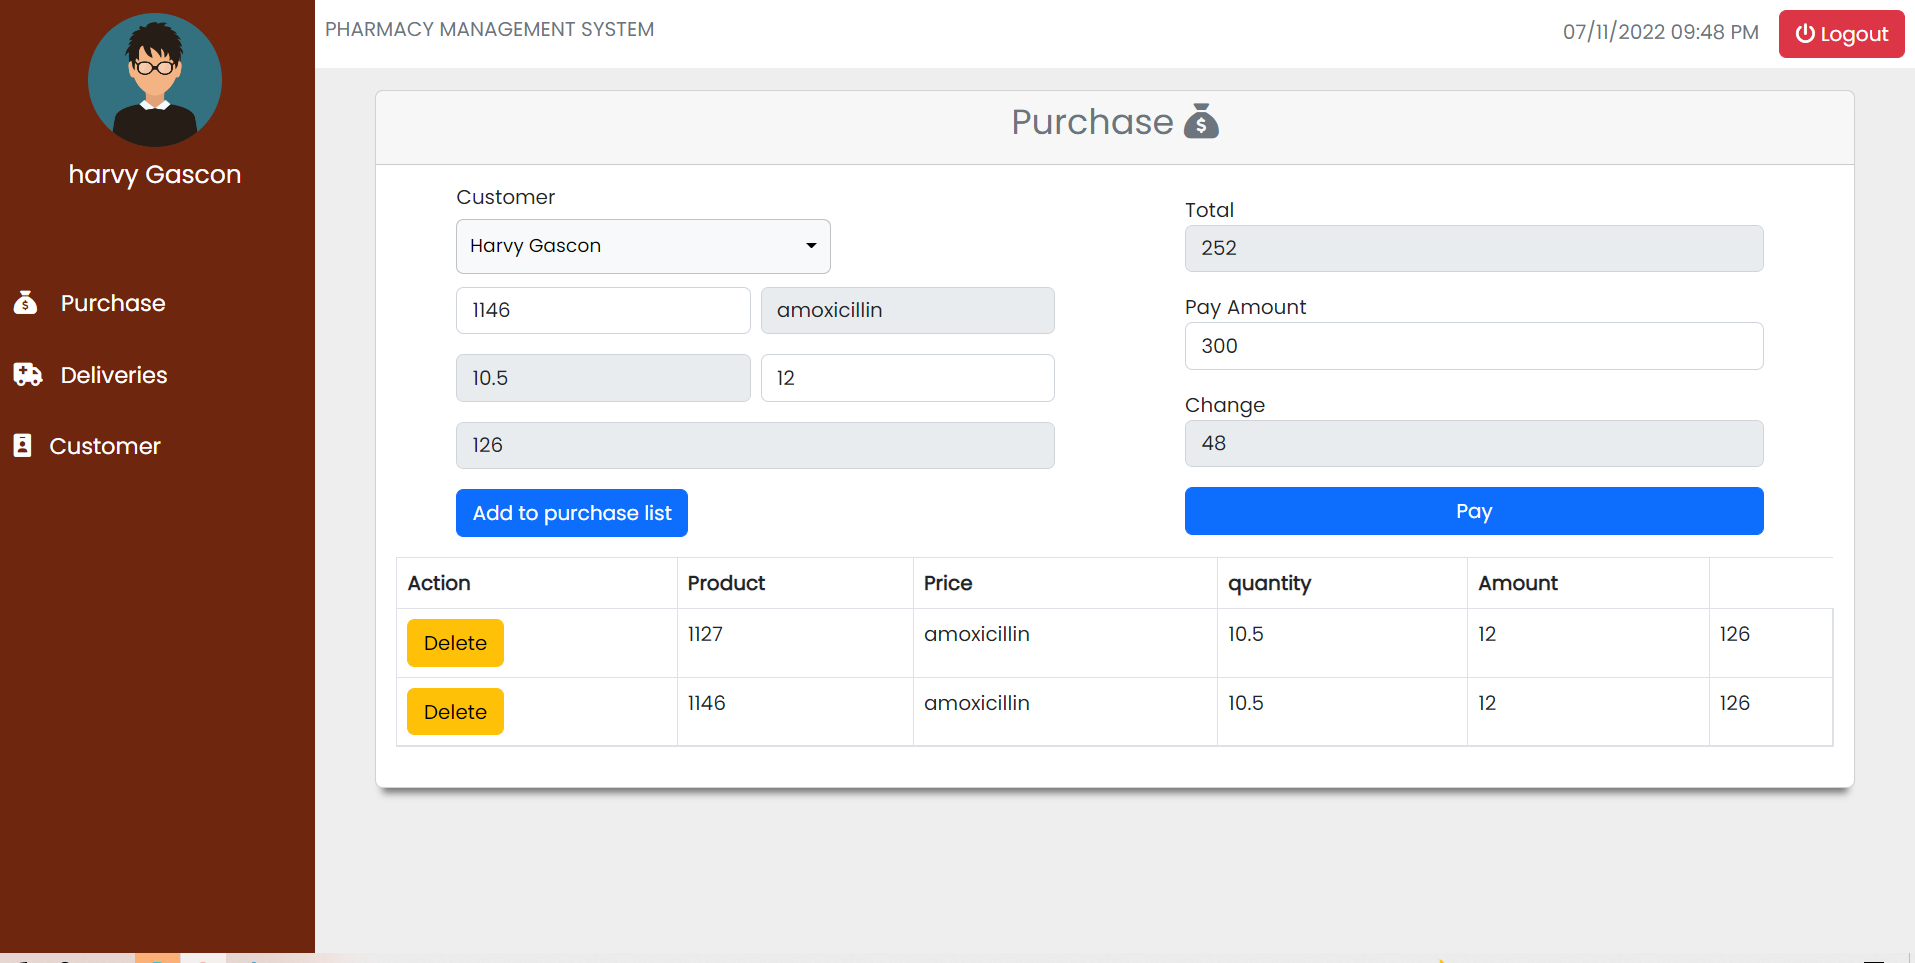 harvy Gascon
Purchase
Deliveries
Customer
PHARMACY MANAGEMENT SYSTEM
07/11/2022 09:48 PM
Logout
Purchase
Customer
Harvy Gascon
1146 amoxicillin
10.5 12
126
Add to purchase list
Total
252
Pay Amount
300
Change
48
Pay
Action Product Price quantity Amount
Delete 1127 amoxicillin 10.5 12 126
Delete 1146 amoxicillin 10.5 12 126